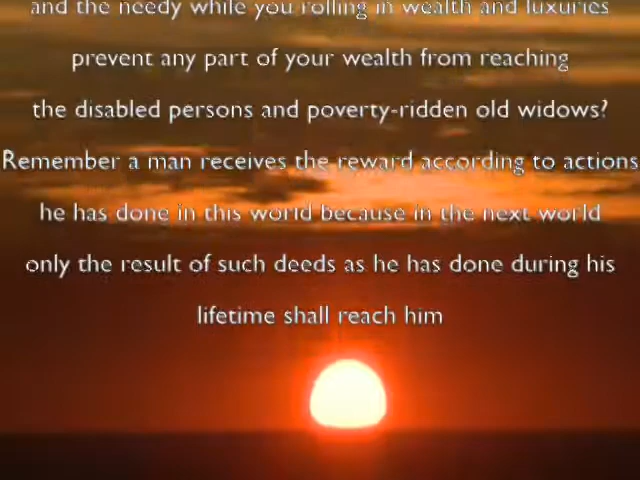 and the needy while you rolling in wealth and luxuries
prevent any part of your wealth from reaching
the disabled persons and poverty-ridden old widows?
Remember a man receives the reward according to actions
he has done in this world because in the next world
only the result of such deeds as he has done during his
lifetime shall reach him